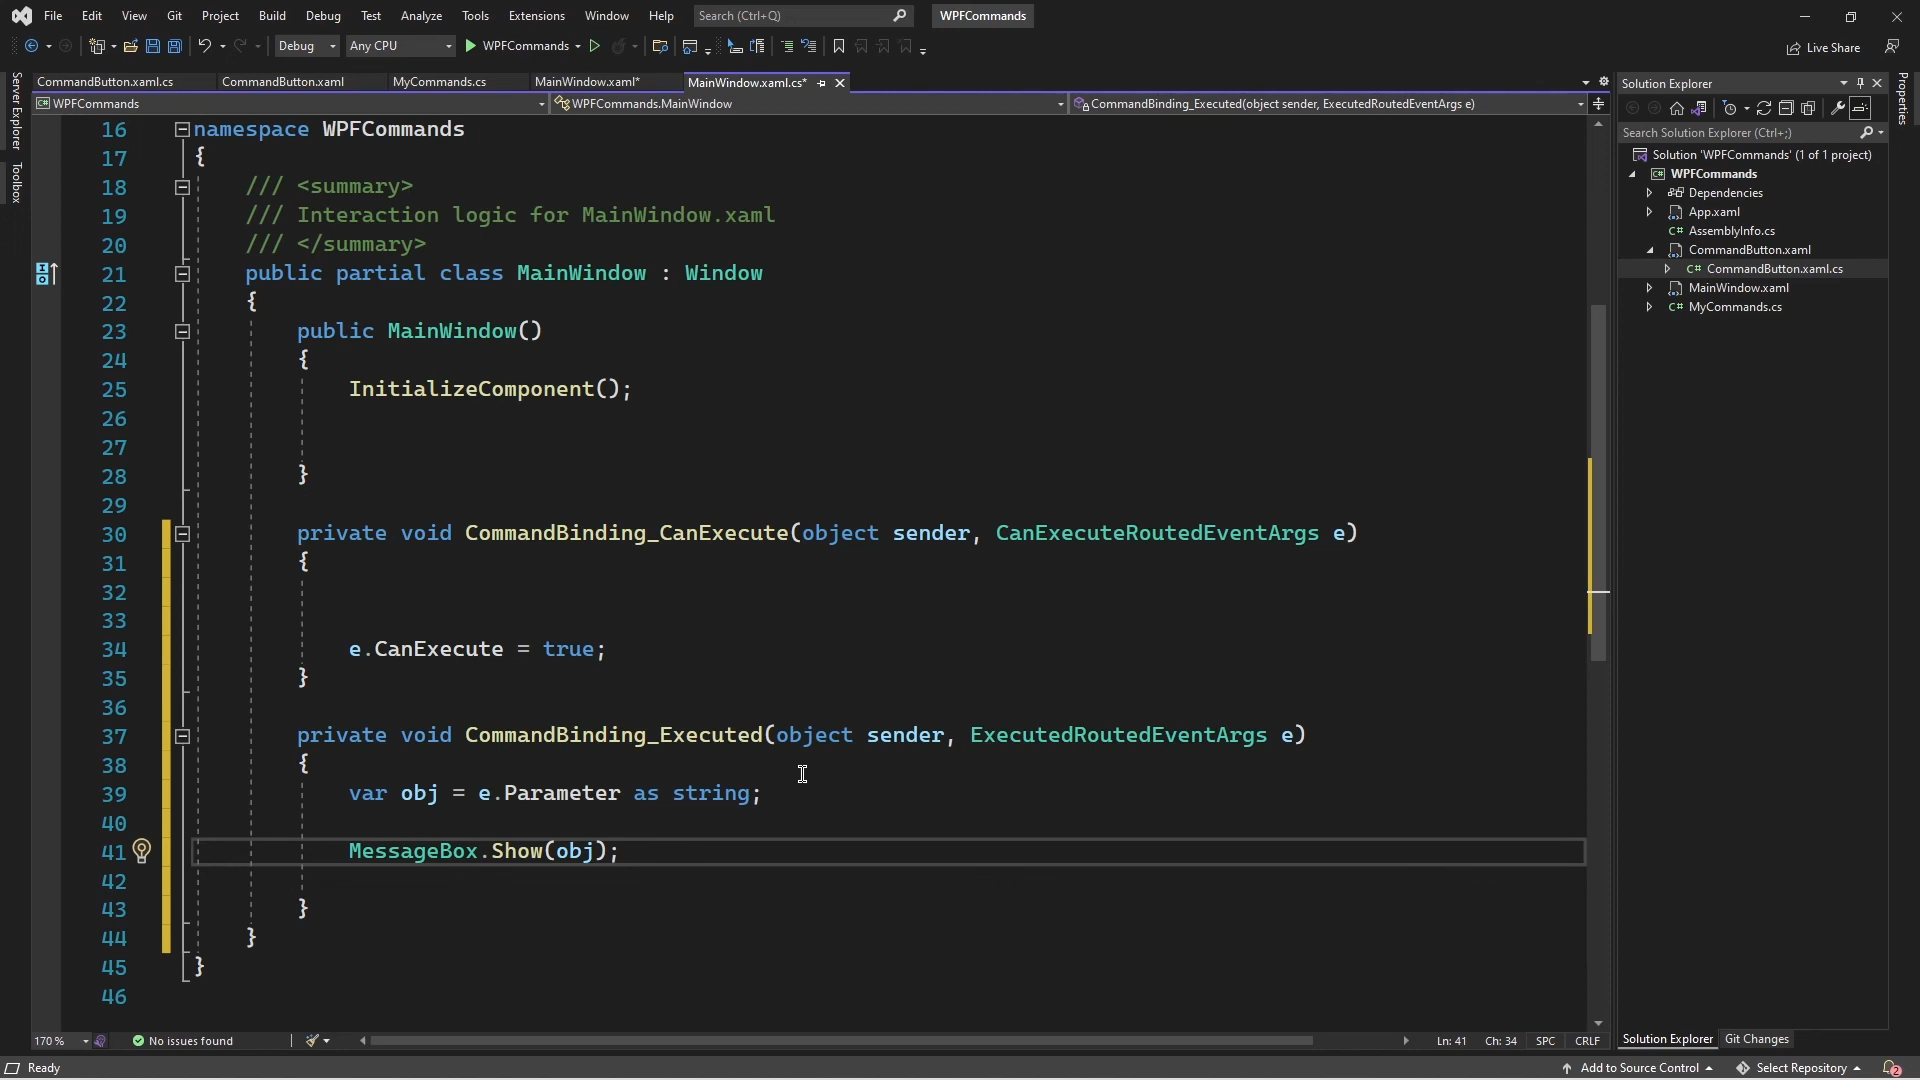 File Edit View Git Project Build Debug Test Analyze Tools Extensions Window Help Search (Ctrl+Q) WPFCommands
Debug Any CPU WPFCommands Live Share
CommandButton.xaml.cs CommandButton.xaml MyCommands.cs MainWindow.xaml* MainWindow.xaml.cs*
WPFCommands WPFCommands.MainWindow CommandBinding_Executed(object sender, ExecutedRoutedEventArgs e)
Server Explorer
Toolbox
16 namespace WPFCommands
17 {
18 /// <summary>
19 /// Interaction logic for MainWindow.xaml
20 /// </summary>
21 public partial class MainWindow : Window
22 {
23 public MainWindow()
24 {
25 InitializeComponent();
26
27
28 }
29
30 private void CommandBinding_CanExecute(object sender, CanExecuteRoutedEventArgs e)
31 {
32
33
34 e.CanExecute = true;
35 }
36
37 private void CommandBinding_Executed(object sender, ExecutedRoutedEventArgs e)
38 {
39 var obj = e.Parameter as string;
40
41 MessageBox.Show(obj);
42
43 }
44 }
45 }
46
170 % No issues found Ln: 41 Ch: 34 SPC CRLF
Solution Explorer
Search Solution Explorer (Ctrl+;)
Solution 'WPFCommands' (1 of 1 project)
C# WPFCommands
Dependencies
App.xaml
C# AssemblyInfo.cs
CommandButton.xaml
C# CommandButton.xaml.cs
MainWindow.xaml
C# MyCommands.cs
Solution Explorer Git Changes
Properties
Ready Add to Source Control Select Repository 2